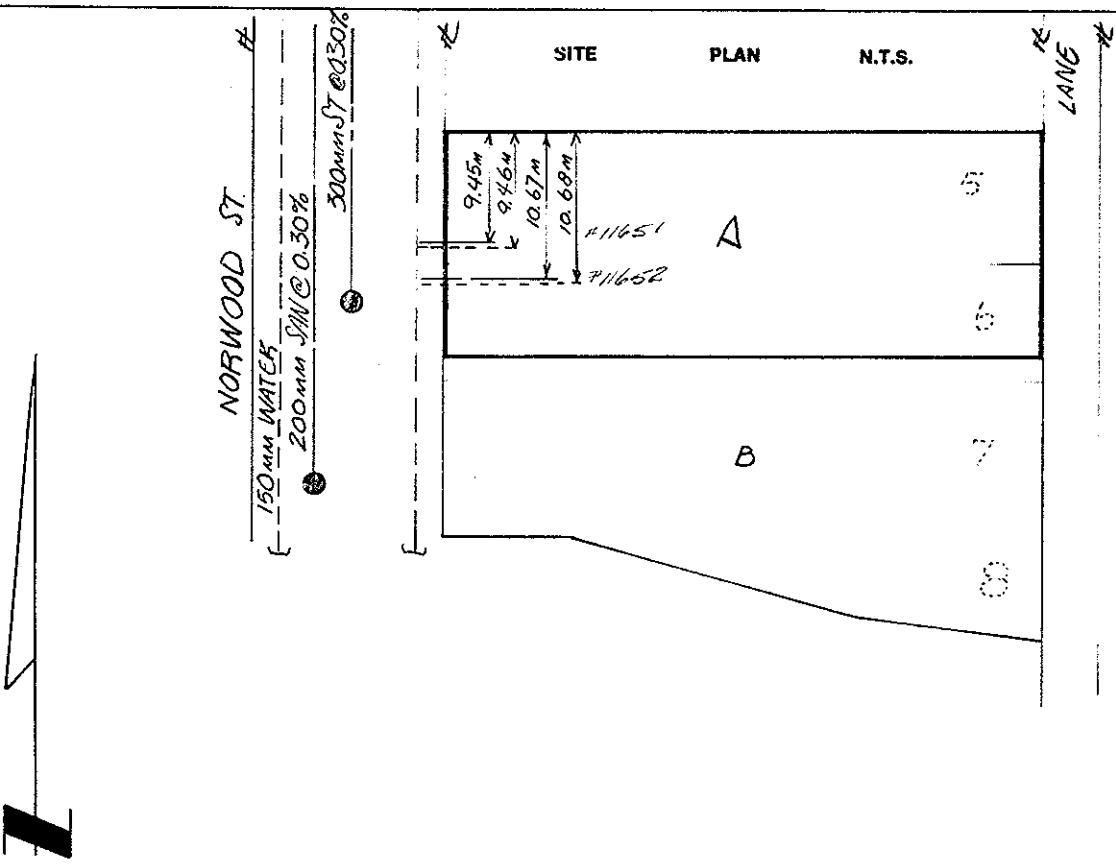 SITE PLAN N.T.S.
LANE
NORWOOD ST.
150MM WATER
200MM SAN @ 0.30%
300MM ST @ 0.30%
9.45M
9.46M
10.67M
10.68M
#11651
#11652
A
B
5
6
7
8